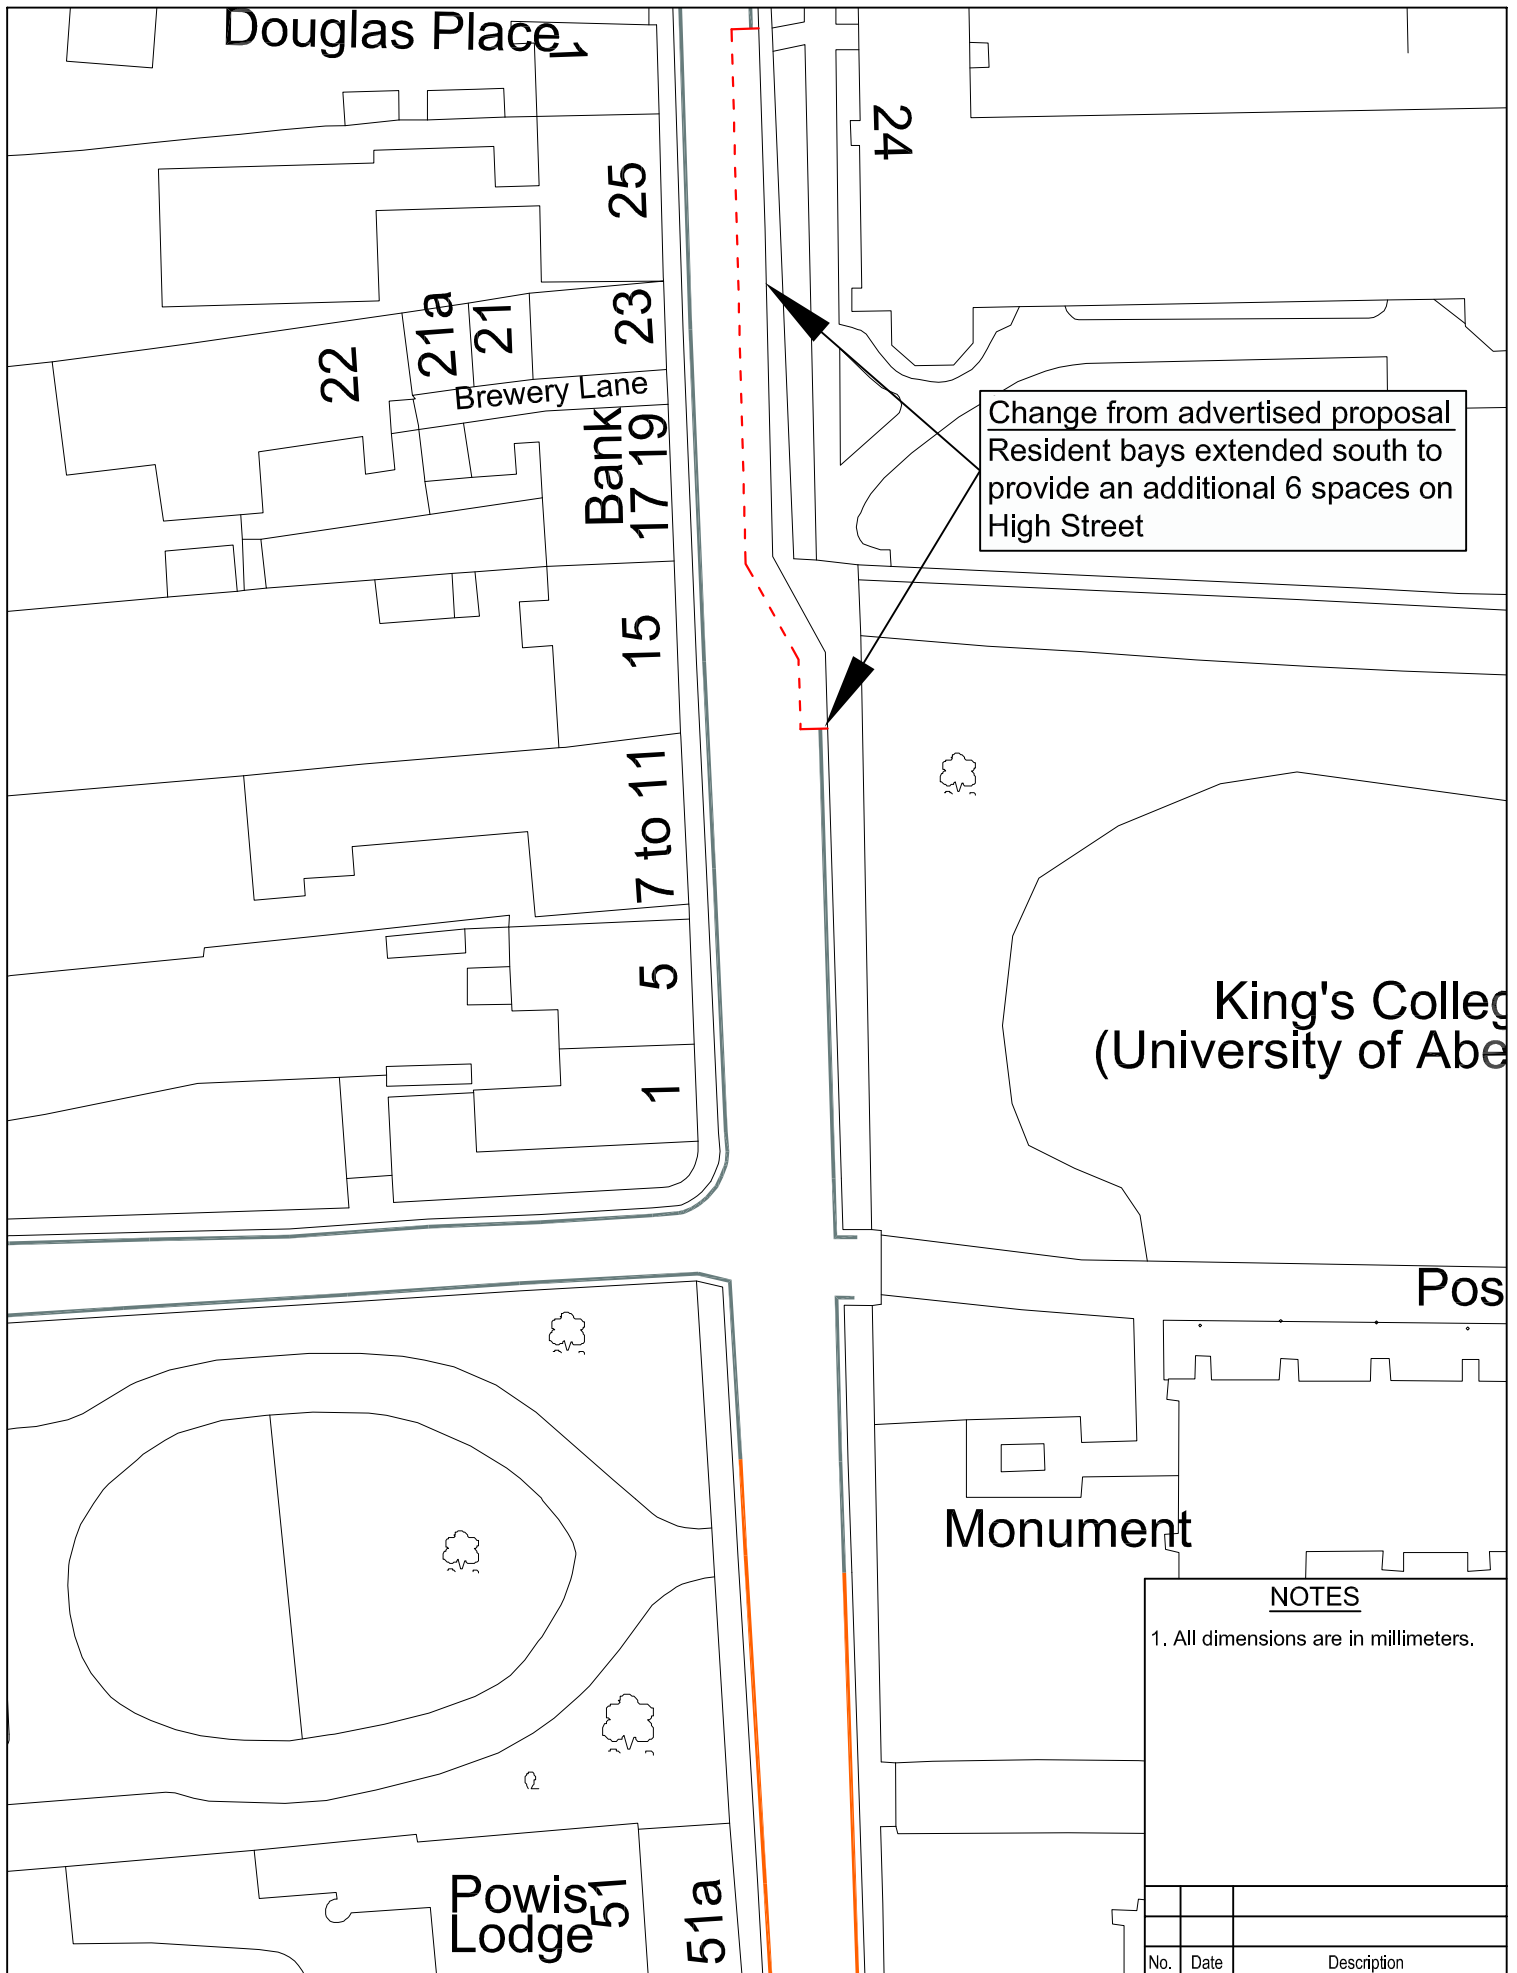 Douglas Place
1
24
25
23
21
21a
22
Brewery Lane
Bank
17 19
Change from advertised proposal
Resident bays extended south to
provide an additional 6 spaces on
High Street
15
7 to 11
5
King's Colleg
(University of Abe
1
Pos
Monument
NOTES
1. All dimensions are in millimeters.
Powis
Lodge
51
51a
No. Date Description